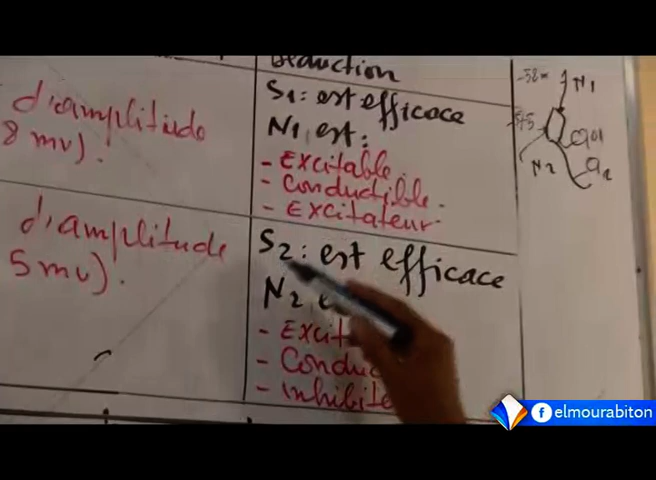 Deduction
S1: est efficace
N1 est:
- Excitable.
- Conductible.
- Excitateur.
d'amplitude
8 mv).
S2: est efficace
N2
- Excit
- Conduc
- inhibite
d'amplitude
5 mv).
N1
N2
elmourabiton